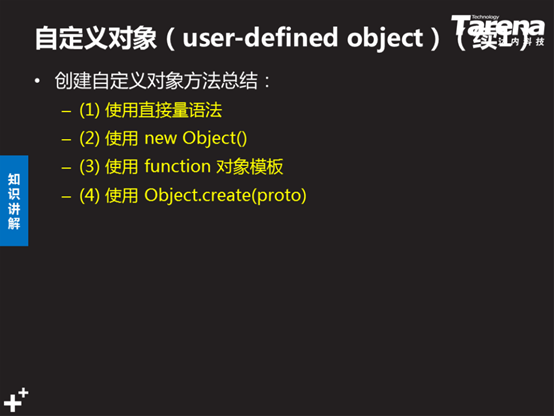 自定义对象（user-defined object）（续1）
Technology
Tarena
达内科技
• 创建自定义对象方法总结：
– (1) 使用直接量语法
– (2) 使用 new Object()
– (3) 使用 function 对象模板
– (4) 使用 Object.create(proto)
知识讲解